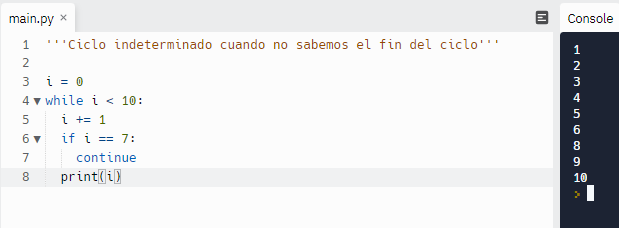 main.py ×
Console
1 '''Ciclo indeterminado cuando no sabemos el fin del ciclo'''
2
3 i = 0
4 while i < 10:
5   i += 1
6   if i == 7:
7     continue
8   print(i)
1
2
3
4
5
6
8
9
10
>